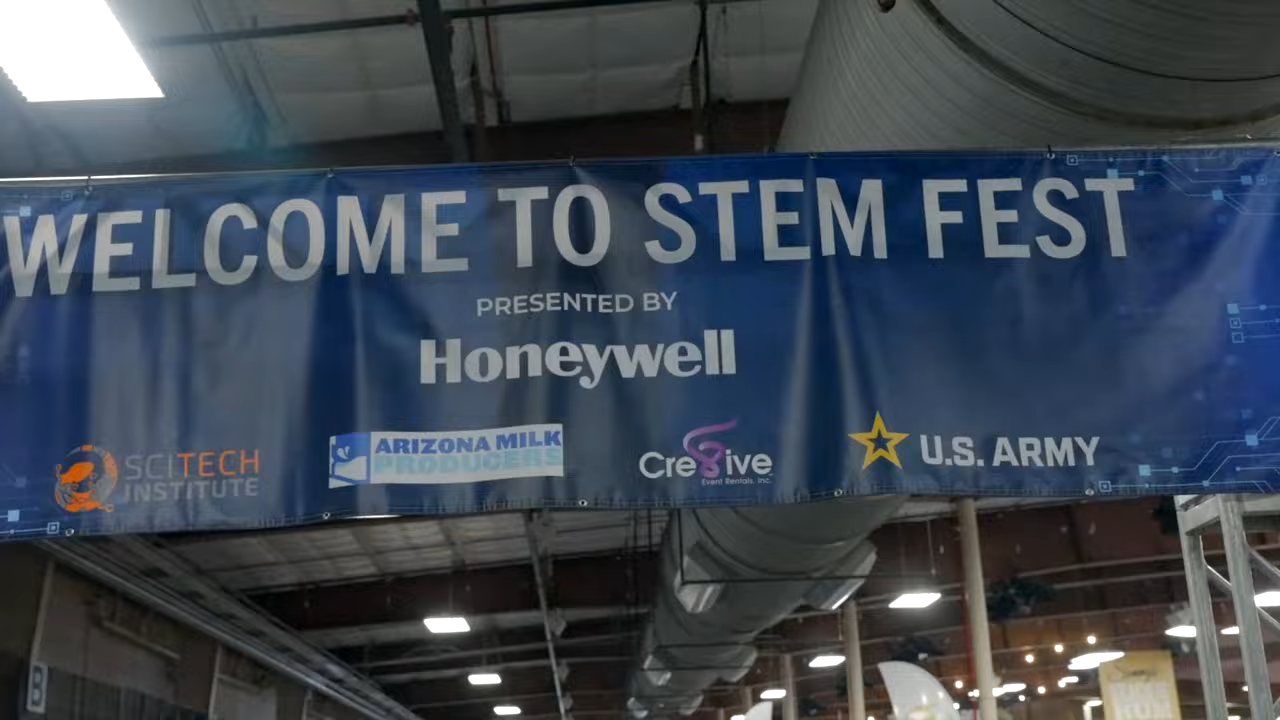 WELCOME TO STEM FEST
PRESENTED BY
Honeywell
SCITECH
INSTITUTE
ARIZONA MILK
PRODUCERS
Cre8ive
Event Rentals, Inc.
U.S. ARMY
B